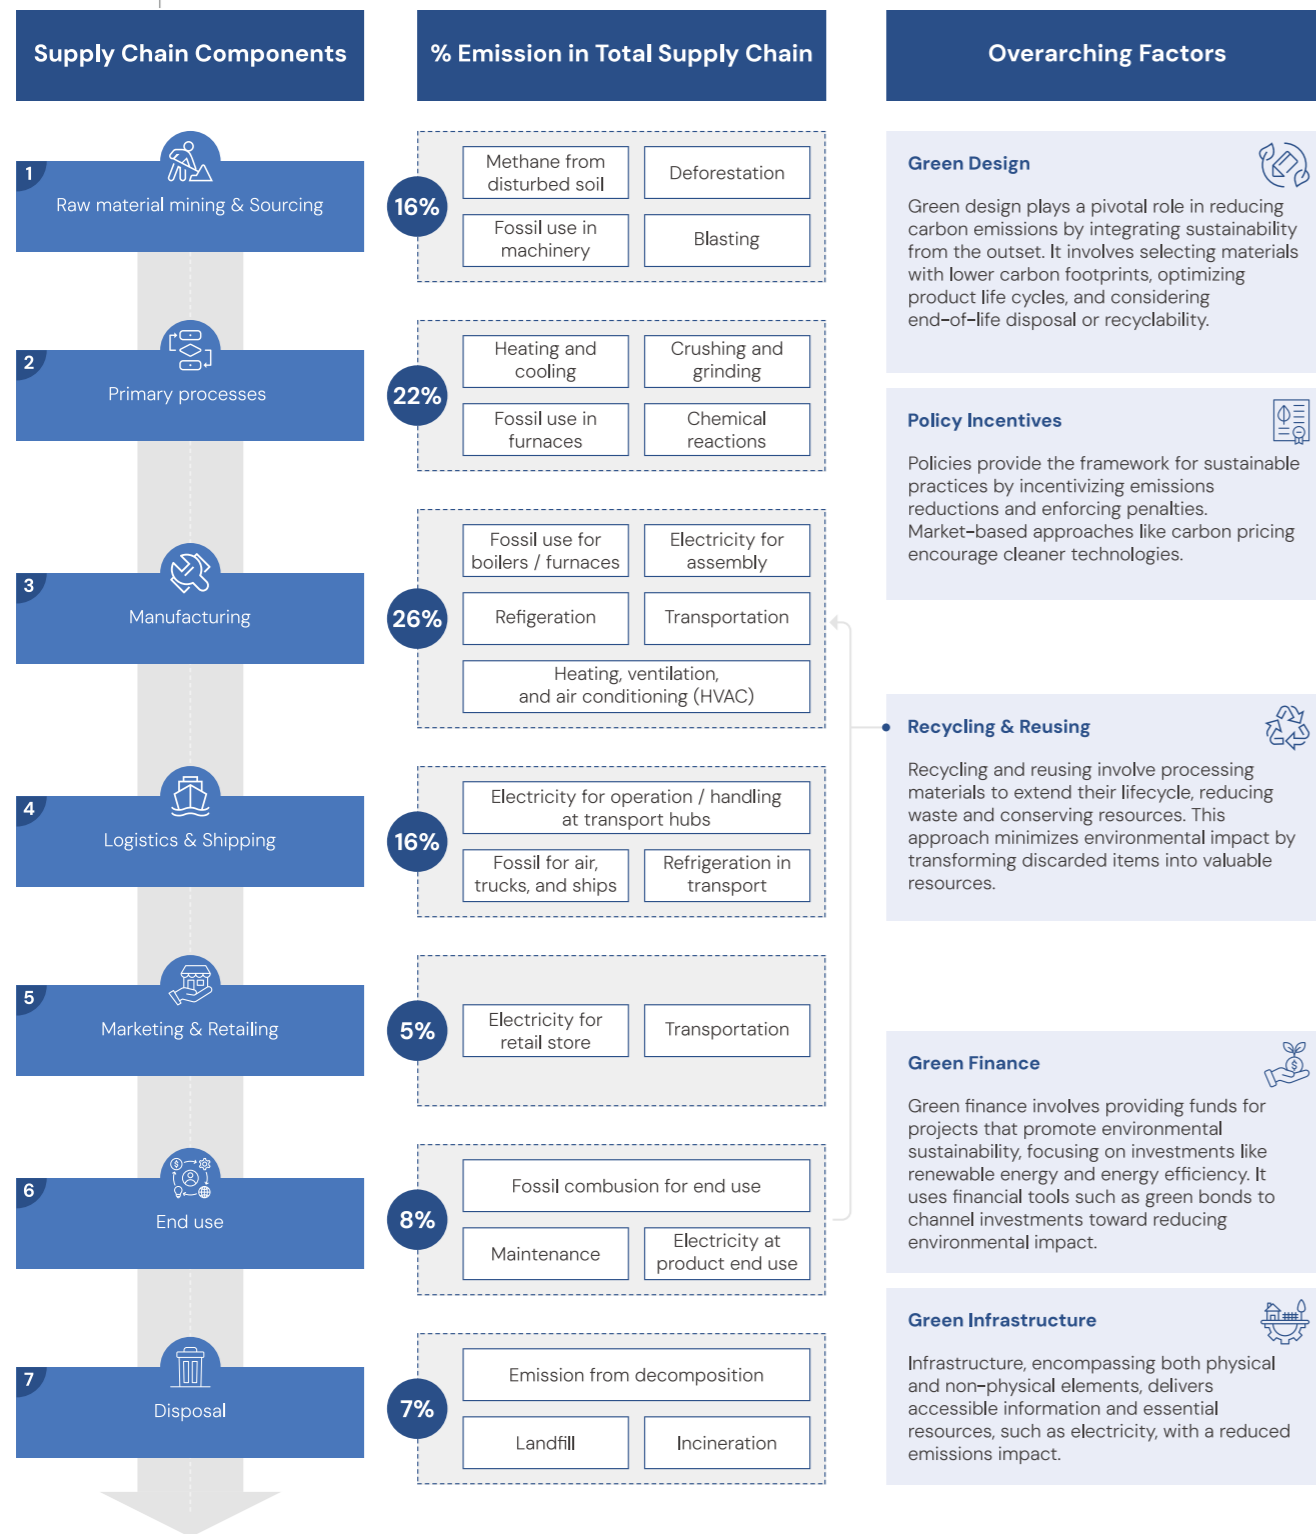 Supply Chain Components
% Emission in Total Supply Chain
Overarching Factors
1
Raw material mining & Sourcing
16%
Methane from
disturbed soil
Deforestation
Fossil use in
machinery
Blasting
2
Primary processes
22%
Heating and
cooling
Crushing and
grinding
Fossil use in
furnaces
Chemical
reactions
3
Manufacturing
26%
Fossil use for
boilers / furnaces
Electricity for
assembly
Refigeration
Transportation
Heating, ventilation,
and air conditioning (HVAC)
4
Logistics & Shipping
16%
Electricity for operation / handling
at transport hubs
Fossil for air,
trucks, and ships
Refrigeration in
transport
5
Marketing & Retailing
5%
Electricity for
retail store
Transportation
6
End use
8%
Fossil combusion for end use
Maintenance
Electricity at
product end use
7
Disposal
7%
Emission from decomposition
Landfill
Incineration
Green Design
Green design plays a pivotal role in reducing
carbon emissions by integrating sustainability
from the outset. It involves selecting materials
with lower carbon footprints, optimizing
product life cycles, and considering
end-of-life disposal or recyclability.
Policy Incentives
Policies provide the framework for sustainable
practices by incentivizing emissions
reductions and enforcing penalties.
Market-based approaches like carbon pricing
encourage cleaner technologies.
Recycling & Reusing
Recycling and reusing involve processing
materials to extend their lifecycle, reducing
waste and conserving resources. This
approach minimizes environmental impact by
transforming discarded items into valuable
resources.
Green Finance
Green finance involves providing funds for
projects that promote environmental
sustainability, focusing on investments like
renewable energy and energy efficiency. It
uses financial tools such as green bonds to
channel investments toward reducing
environmental impact.
Green Infrastructure
Infrastructure, encompassing both physical
and non-physical elements, delivers
accessible information and essential
resources, such as electricity, with a reduced
emissions impact.